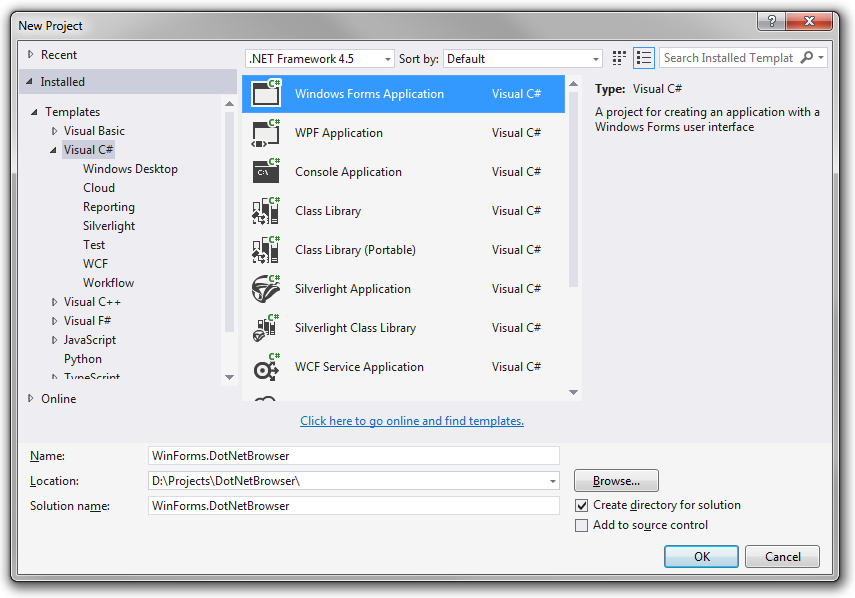 New Project
Recent
Installed
Templates
Visual Basic
Visual C#
Windows Desktop
Cloud
Reporting
Silverlight
Test
WCF
Workflow
Visual C++
Visual F#
JavaScript
Python
TypeScript
Online
.NET Framework 4.5 Sort by: Default Search Installed Templat
C# Windows Forms Application Visual C#
C# WPF Application Visual C#
C# C:\ Console Application Visual C#
C# Class Library Visual C#
C# Class Library (Portable) Visual C#
C# Silverlight Application Visual C#
C# Silverlight Class Library Visual C#
C# WCF Service Application Visual C#
Click here to go online and find templates.
Type: Visual C#
A project for creating an application with a
Windows Forms user interface
Name: WinForms.DotNetBrowser
Location: D:\Projects\DotNetBrowser\ Browse...
Solution name: WinForms.DotNetBrowser
Create directory for solution
Add to source control
OK Cancel